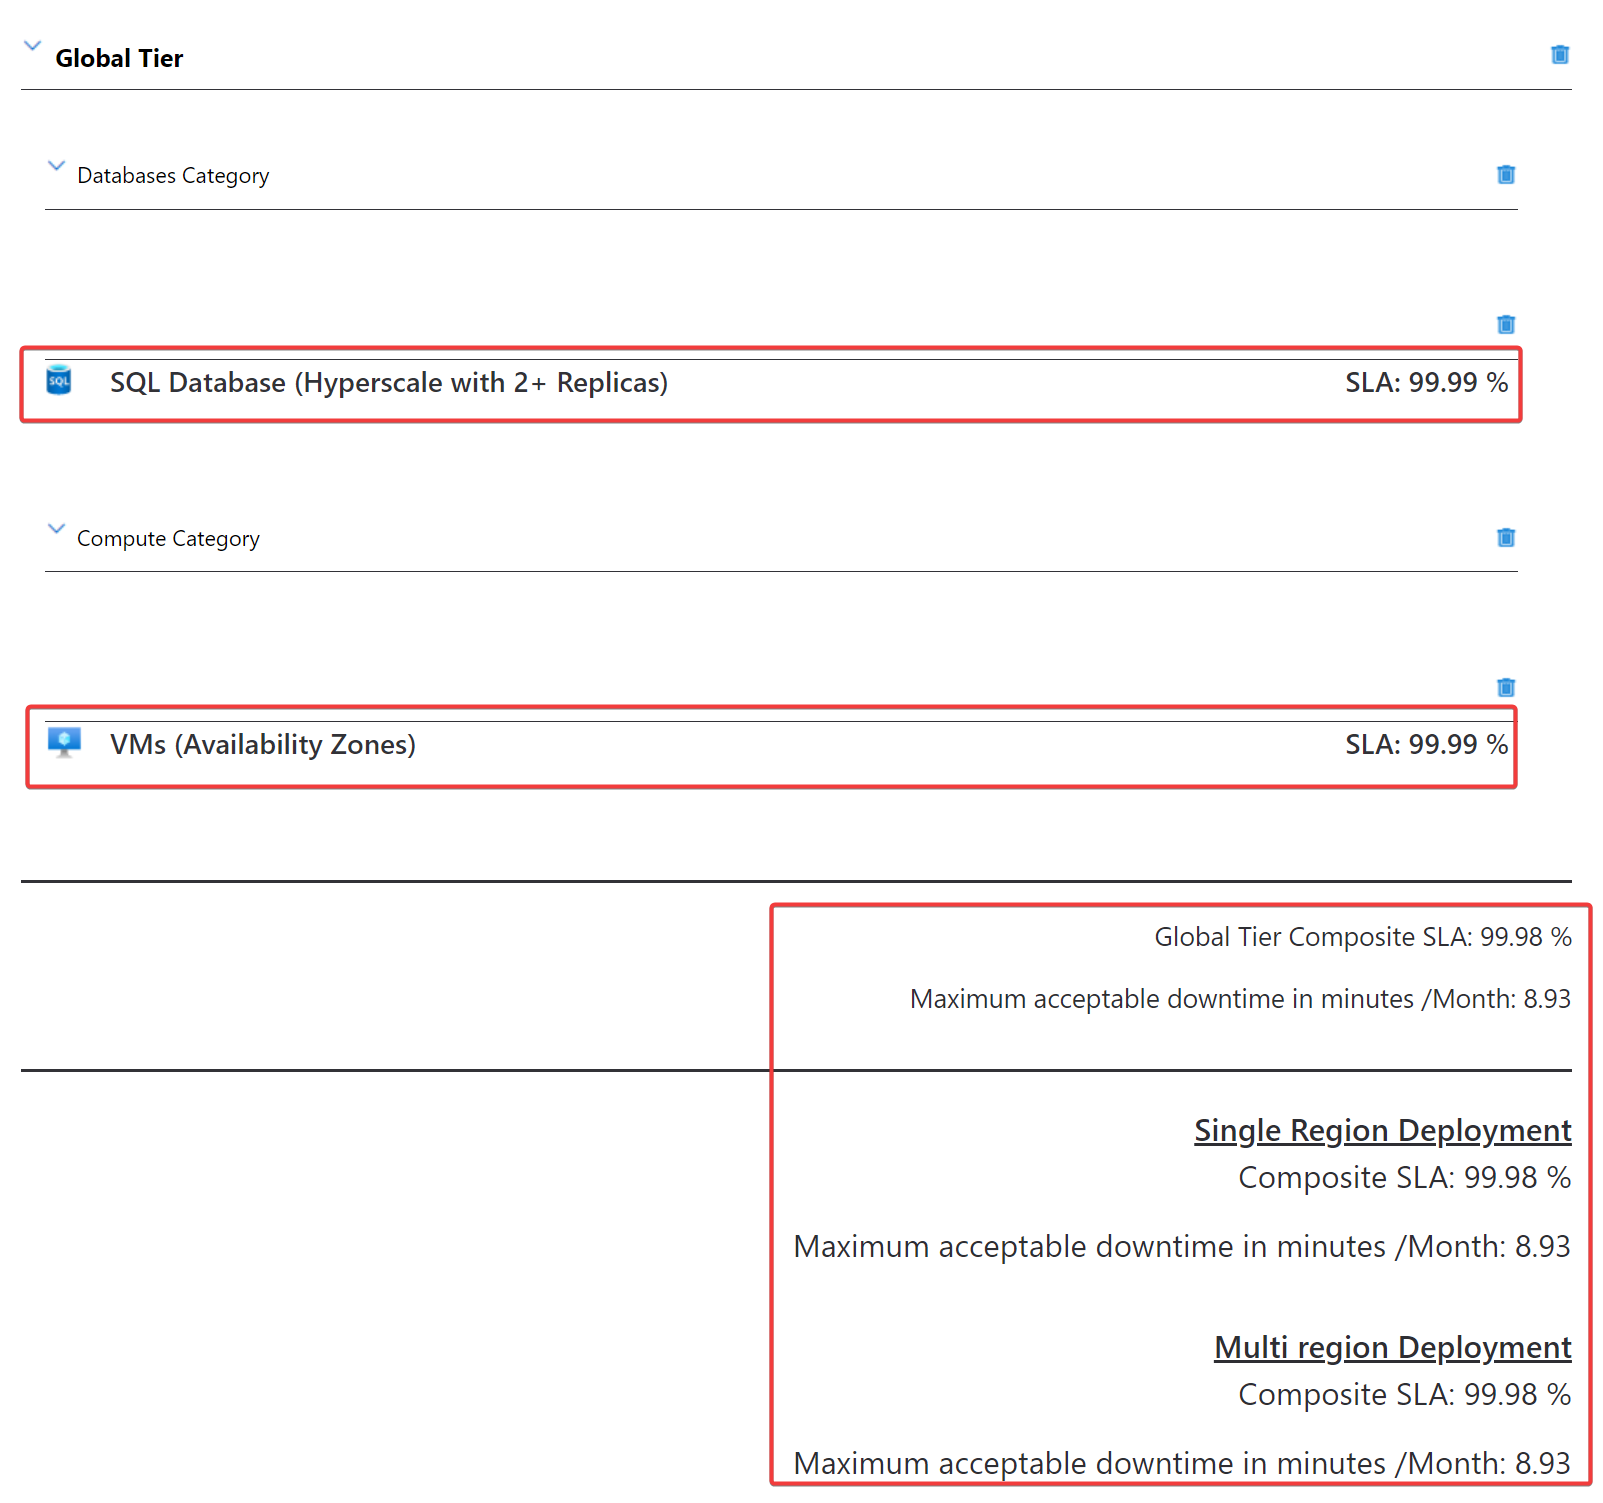 Global Tier
Databases Category
SQL
SQL Database (Hyperscale with 2+ Replicas) SLA: 99.99 %
Compute Category
VMs (Availability Zones) SLA: 99.99 %
Global Tier Composite SLA: 99.98 %
Maximum acceptable downtime in minutes /Month: 8.93
Single Region Deployment
Composite SLA: 99.98 %
Maximum acceptable downtime in minutes /Month: 8.93
Multi region Deployment
Composite SLA: 99.98 %
Maximum acceptable downtime in minutes /Month: 8.93